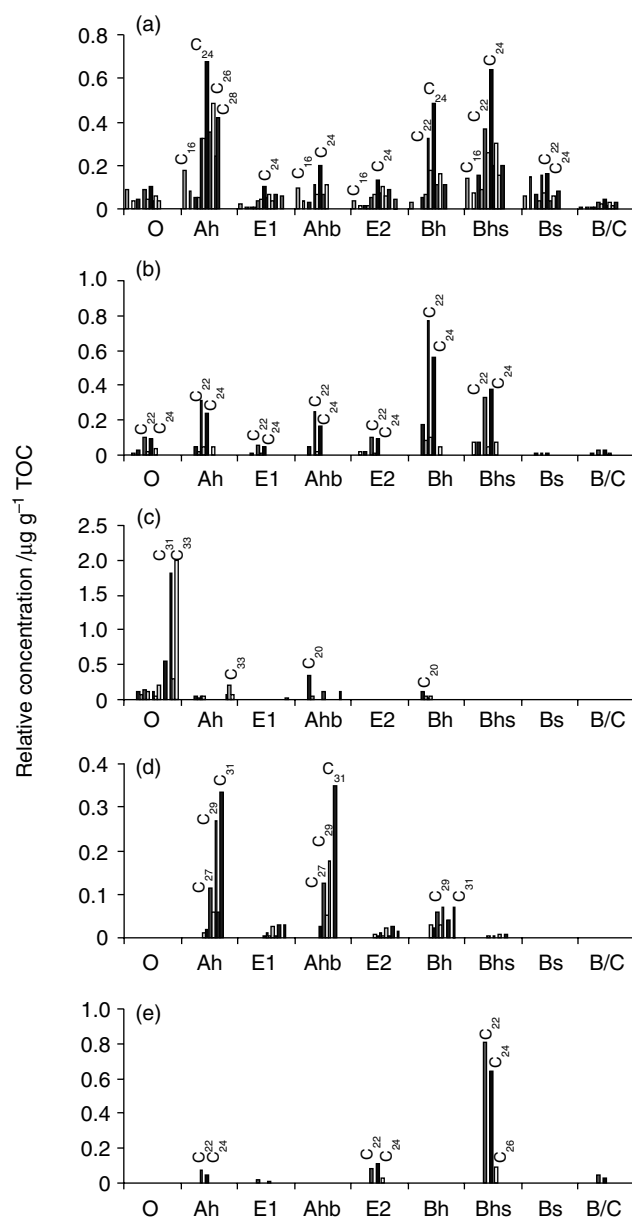 Relative concentration /µg g⁻¹ TOC
(a)
0.8
0.6
0.4
0.2
0
C₁₆ C₂₄ C₂₆ C₂₈ C₂₄ C₁₆ C₂₄ C₁₆ C₂₄ C₂₂ C₂₄ C₁₆ C₂₂ C₂₄ C₂₂ C₂₄
O Ah E1 Ahb E2 Bh Bhs Bs B/C
(b)
1.0
0.8
0.6
0.4
0.2
0
C₂₂ C₂₄ C₂₂ C₂₄ C₂₂ C₂₄ C₂₂ C₂₄ C₂₂ C₂₄ C₂₂ C₂₄ C₂₂ C₂₄
O Ah E1 Ahb E2 Bh Bhs Bs B/C
(c)
2.5
2.0
1.5
1.0
0.5
0
C₃₁ C₃₃ C₃₃ C₂₀ C₂₀
O Ah E1 Ahb E2 Bh Bhs Bs B/C
(d)
0.4
0.3
0.2
0.1
0
C₂₇ C₂₉ C₃₁ C₂₇ C₂₉ C₃₁ C₂₉ C₃₁
O Ah E1 Ahb E2 Bh Bhs Bs B/C
(e)
1.0
0.8
0.6
0.4
0.2
0
C₂₂ C₂₄ C₂₂ C₂₄ C₂₂ C₂₄ C₂₆
O Ah E1 Ahb E2 Bh Bhs Bs B/C